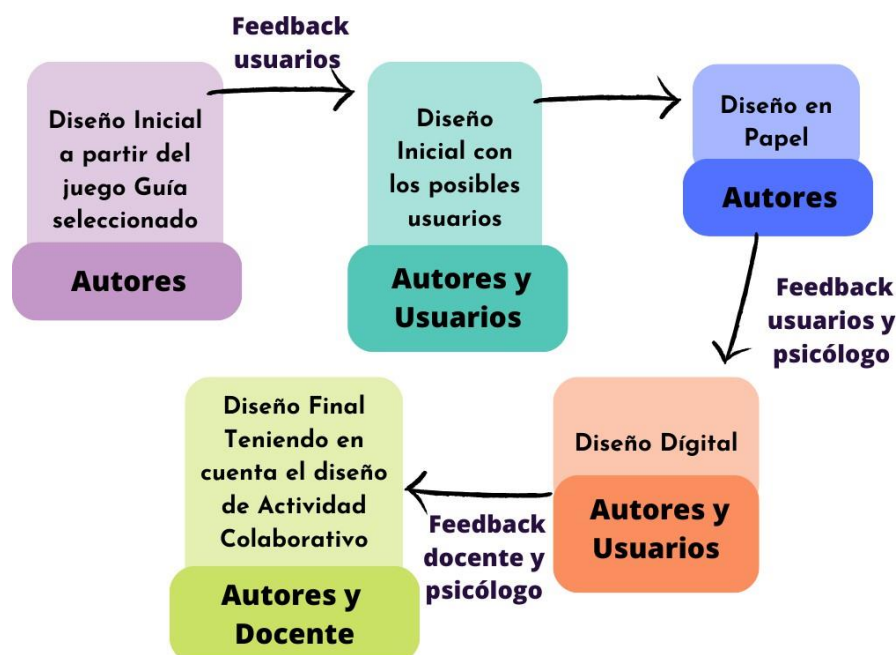 Feedback
usuarios
Diseño Inicial
a partir del
juego Guía
seleccionado
Autores
Diseño
Inicial con
los posibles
usuarios
Autores y
Usuarios
Diseño en
Papel
Autores
Feedback
usuarios y
psicólogo
Diseño Dígital
Autores y
Usuarios
Feedback
docente y
psicólogo
Diseño Final
Teniendo en
cuenta el diseño
de Actividad
Colaborativo
Autores y
Docente